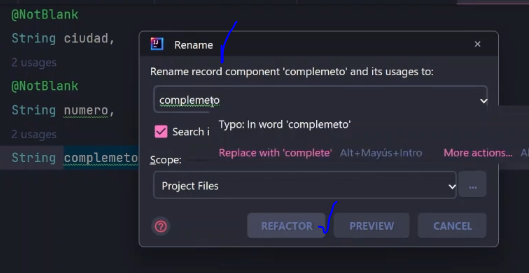 @NotBlank
String ciudad,
2 usages
@NotBlank
String numero,
2 usages
String complemeto
Rename
Rename record component 'complemeto' and its usages to:
complemeto
Search i
Typo: In word 'complemeto'
Replace with 'complete' Alt+Mayús+Intro More actions...
Scope:
Project Files
...
?
REFACTOR PREVIEW CANCEL